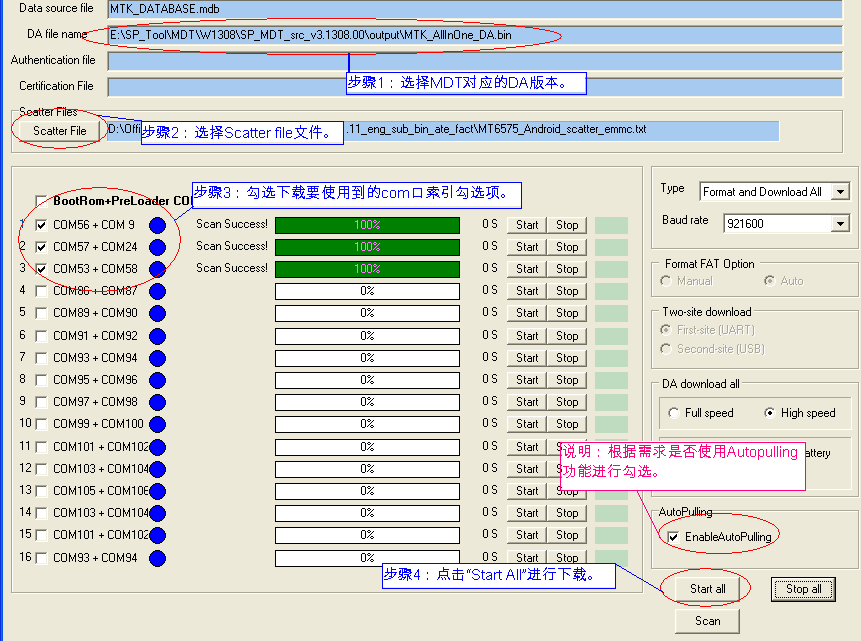 Data source file MTK_DATABASE.mdb
DA file name E:\SP_Tool\MDT\W1308\SP_MDT_src_v3.1308.00\output\MTK_AllInOne_DA.bin
Authentication file
步骤1：选择MDT对应的DA版本。
Certification File
Scatter Files
Scatter File D:\Offi
步骤2：选择Scatter file文件。
.11_eng_sub_bin_ate_fact\MT6575_Android_scatter_emmc.txt
步骤3：勾选下载要使用到的com口索引勾选项。
BootRom+PreLoader CO
1 COM56 + COM 9 Scan Success! 100% 0 S Start Stop
2 COM57 + COM24 Scan Success! 100% 0 S Start Stop
3 COM53 + COM58 Scan Success! 100% 0 S Start Stop
4 COM86 + COM87 0% 0 S Start Stop
5 COM89 + COM90 0% 0 S Start Stop
6 COM91 + COM92 0% 0 S Start Stop
7 COM93 + COM94 0% 0 S Start Stop
8 COM95 + COM96 0% 0 S Start Stop
9 COM97 + COM98 0% 0 S Start Stop
10 COM99 + COM100 0% 0 S Start Stop
11 COM101 + COM102 0% 0 S Start Stop
12 COM103 + COM104 0% 0 S Start
13 COM105 + COM106 0% 0 S Start Stop
14 COM103 + COM104 0% 0 S Start Stop
15 COM101 + COM102 0% 0 S Start Stop
16 COM93 + COM94 0% 0 S Start Stop
Type Format and Download All
Baud rate 921600
Format FAT Option
Manual Auto
Two-site download
First-site (UART)
Second-site (USB)
DA download all
Full speed High speed
attery
说明：根据需求是否使用Autopulling
功能进行勾选。
AutoPulling
EnableAutoPulling
步骤4：点击“Start All”进行下载。
Start all Stop all
Scan